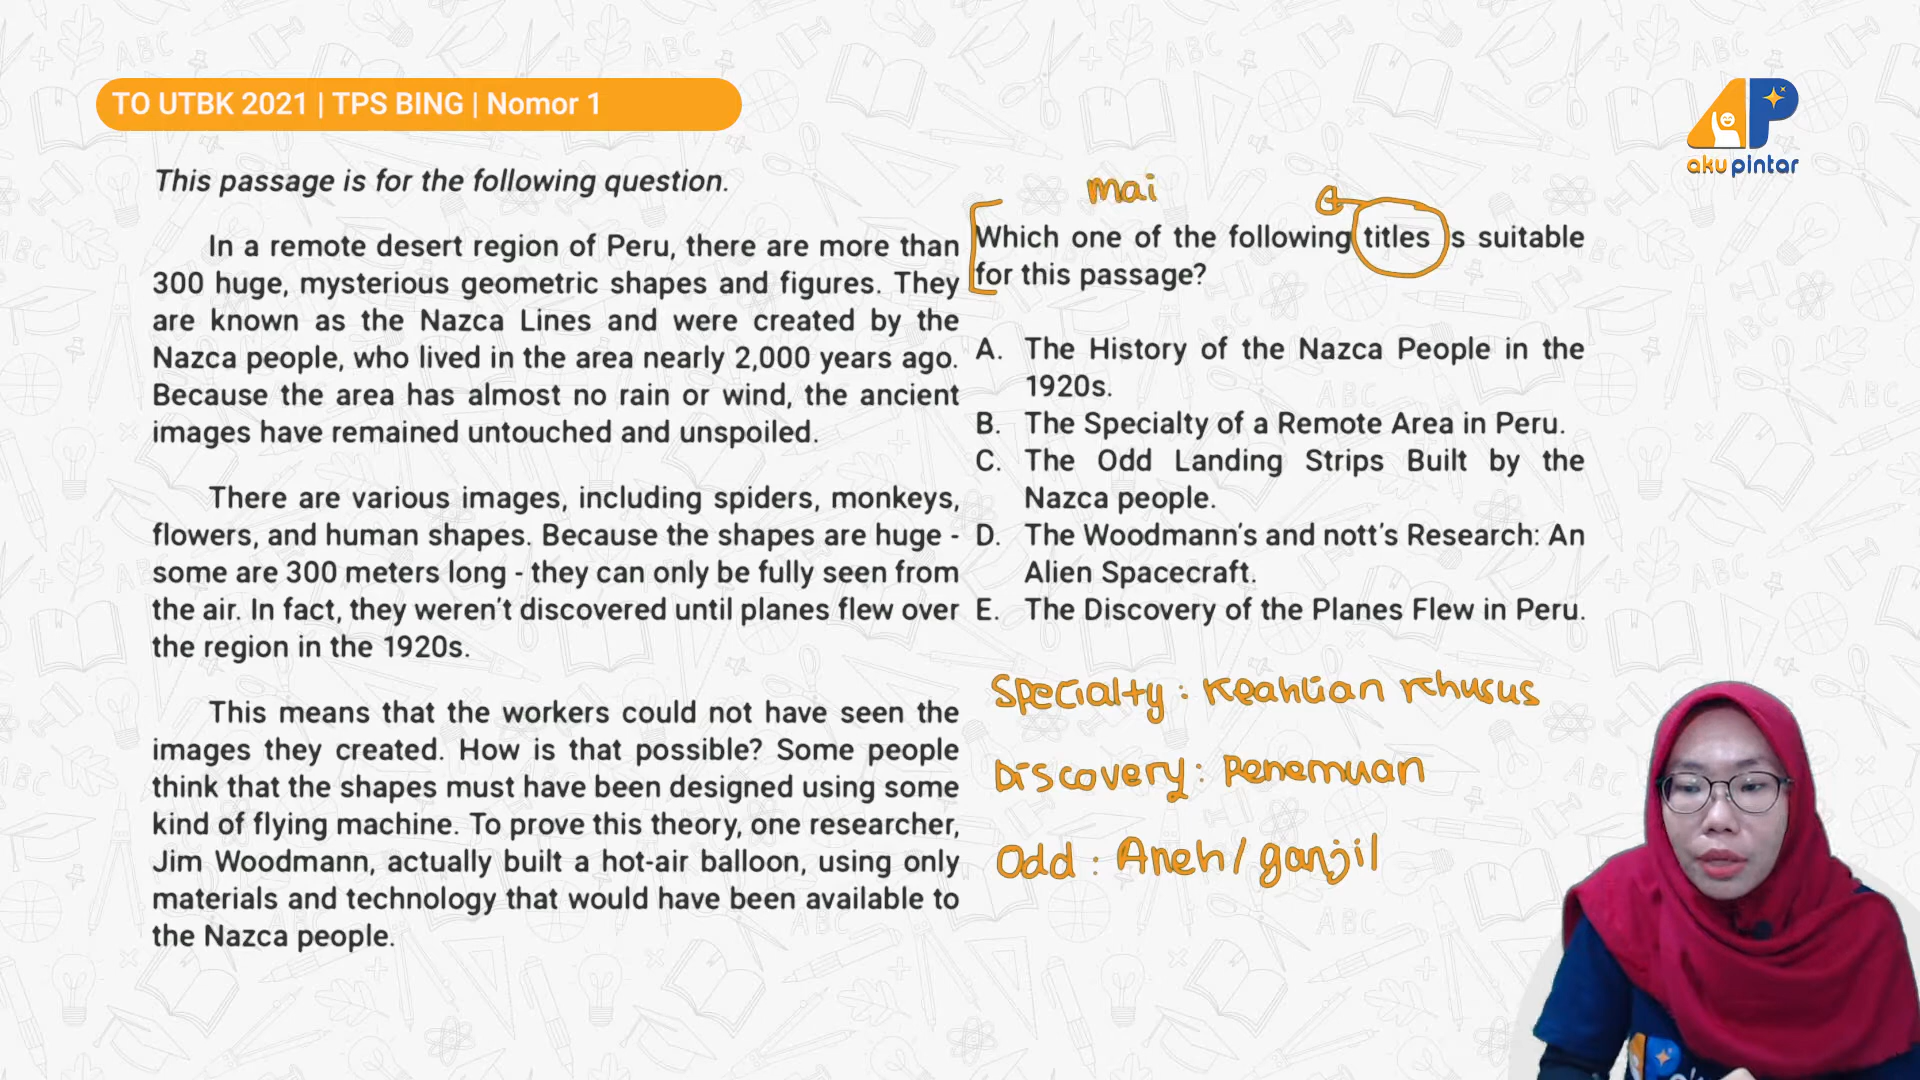 TO UTBK 2021 | TPS BING | Nomor 1
aku pintar
This passage is for the following question.
In a remote desert region of Peru, there are more than
300 huge, mysterious geometric shapes and figures. They
are known as the Nazca Lines and were created by the
Nazca people, who lived in the area nearly 2,000 years ago.
Because the area has almost no rain or wind, the ancient
images have remained untouched and unspoiled.
There are various images, including spiders, monkeys,
flowers, and human shapes. Because the shapes are huge -
some are 300 meters long - they can only be fully seen from
the air. In fact, they weren't discovered until planes flew over
the region in the 1920s.
This means that the workers could not have seen the
images they created. How is that possible? Some people
think that the shapes must have been designed using some
kind of flying machine. To prove this theory, one researcher,
Jim Woodmann, actually built a hot-air balloon, using only
materials and technology that would have been available to
the Nazca people.
mai
Which one of the following titles is suitable
for this passage?
A. The History of the Nazca People in the
1920s.
B. The Specialty of a Remote Area in Peru.
C. The Odd Landing Strips Built by the
Nazca people.
D. The Woodmann's and nott's Research: An
Alien Spacecraft.
E. The Discovery of the Planes Flew in Peru.
Specialty : Keahlian khusus
Discovery : Penemuan
Odd : Aneh / ganjil